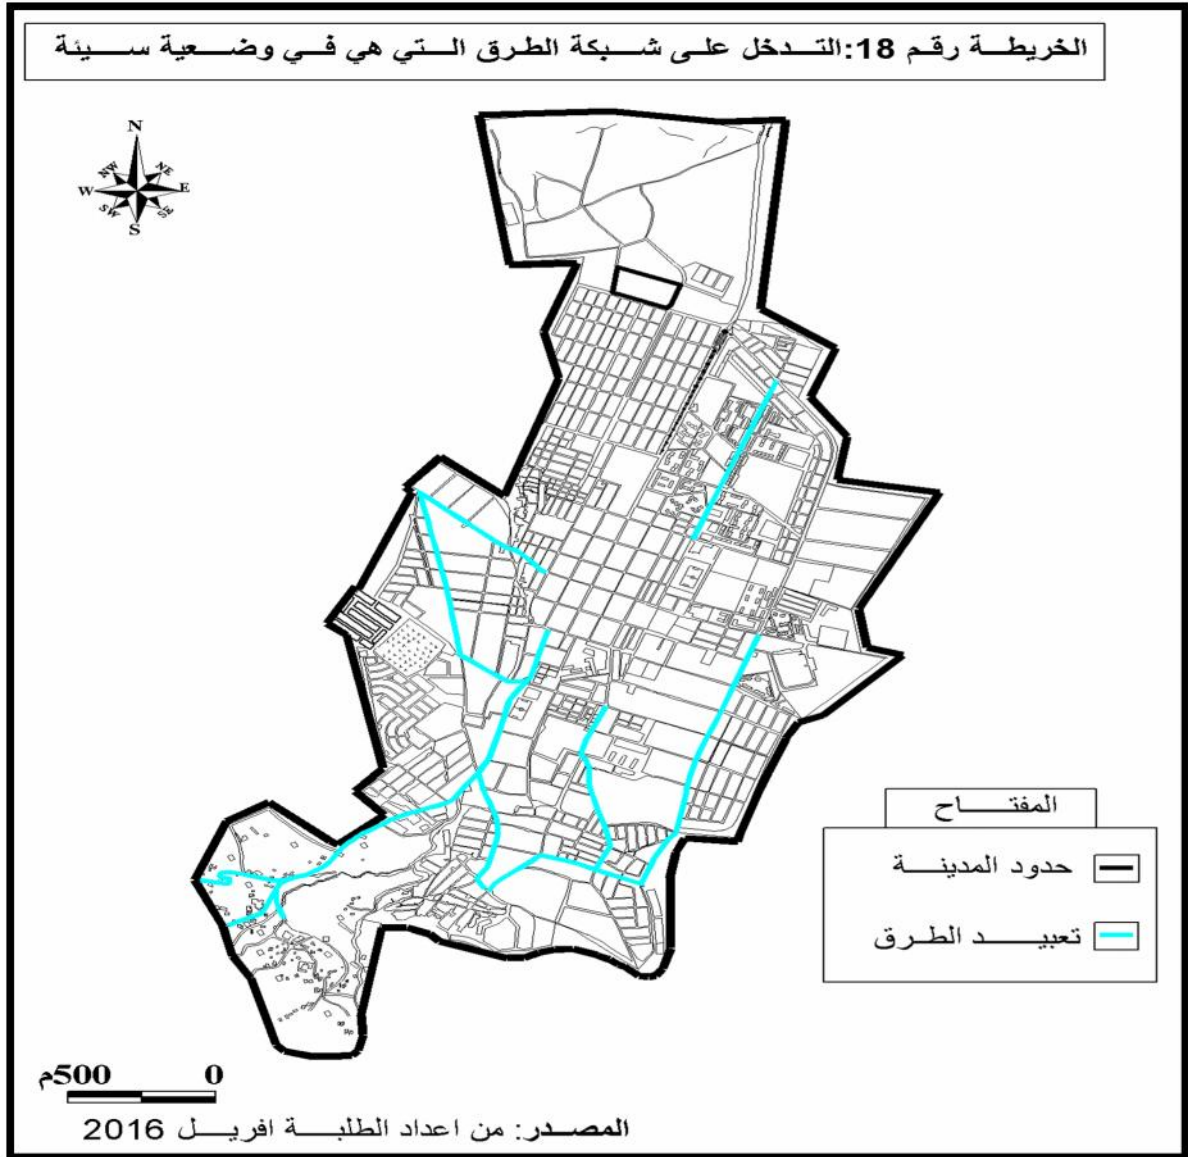 الخريطة رقم 18:التدخل على شبكة الطرق التي هي في وضعية سيئة
N
NW
NE
W
E
SW
SE
S
المفتاح
حدود المدينة
تعبيد الطرق
500م
0
المصدر: من اعداد الطلبة افريل 2016